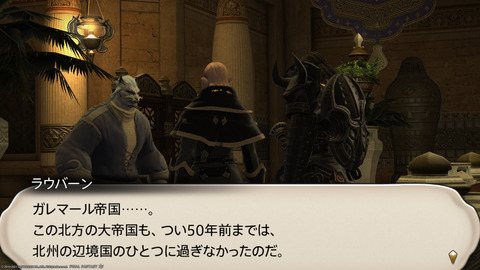 ラウバーン
ガレマール帝国……。
この北方の大帝国も、つい50年前までは、
北州の辺境国のひとつに過ぎなかったのだ。